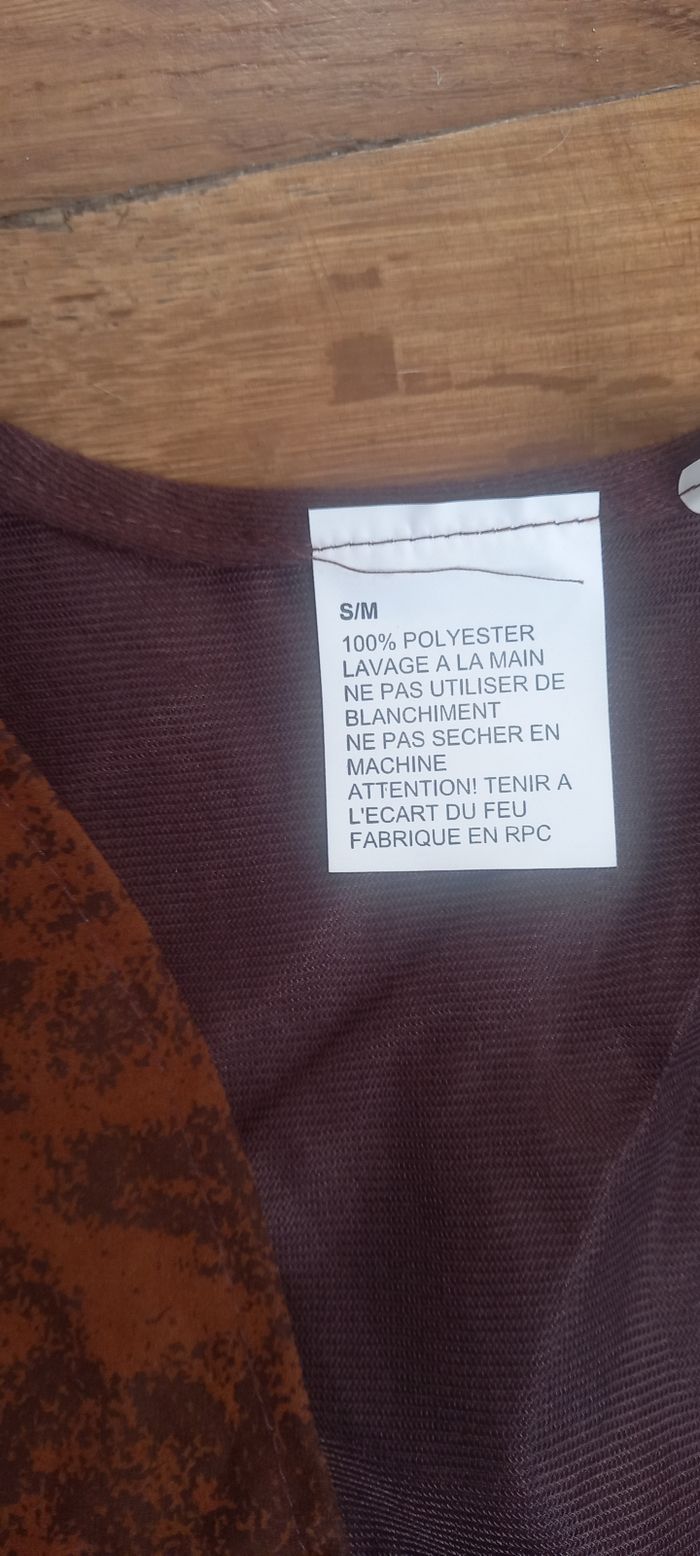 S/M
100% POLYESTER
LAVAGE A LA MAIN
NE PAS UTILISER DE
BLANCHIMENT
NE PAS SECHER EN
MACHINE
ATTENTION! TENIR A
L'ECART DU FEU
FABRIQUE EN RPC